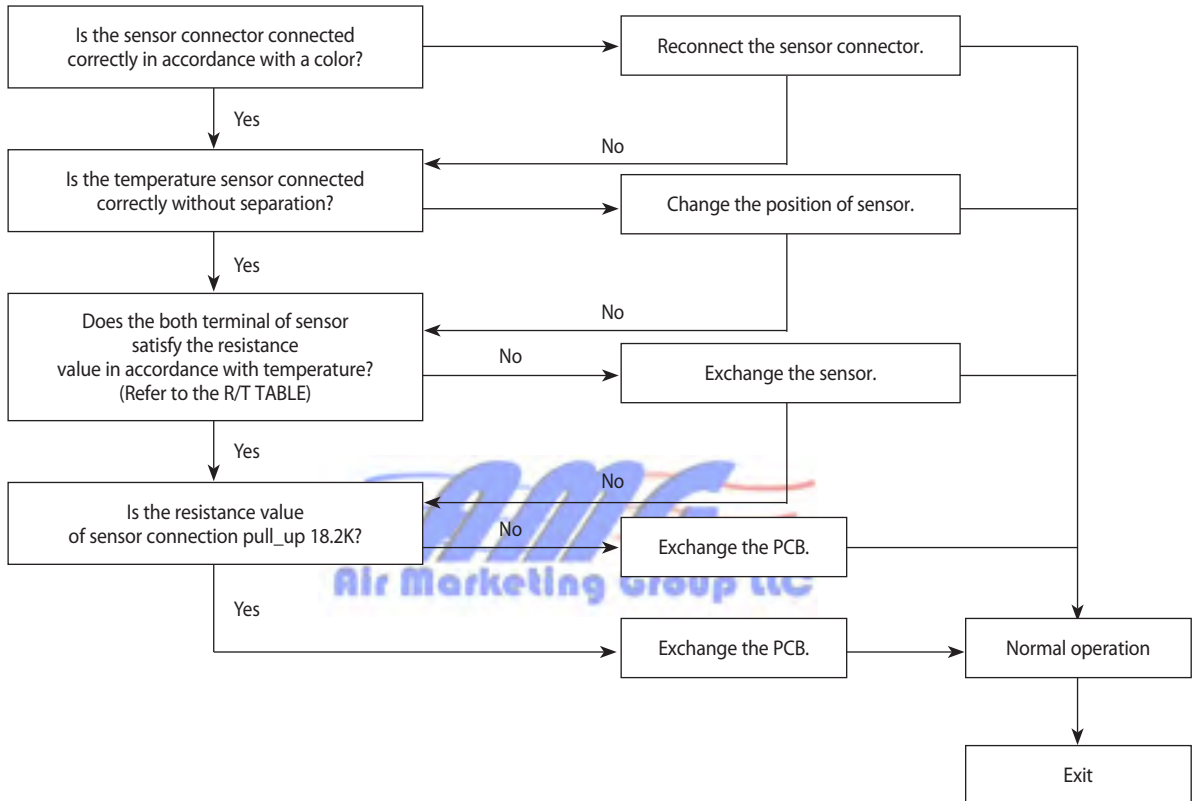 Is the sensor connector connected
correctly in accordance with a color?
Reconnect the sensor connector.
Yes
No
Is the temperature sensor connected
correctly without separation?
Change the position of sensor.
Yes
No
Does the both terminal of sensor
satisfy the resistance
value in accordance with temperature?
(Refer to the R/T TABLE)
No
Exchange the sensor.
Yes
No
Is the resistance value
of sensor connection pull_up 18.2K?
No
Exchange the PCB.
AMG
Air Marketing Group LLC
Yes
Exchange the PCB.
Normal operation
Exit